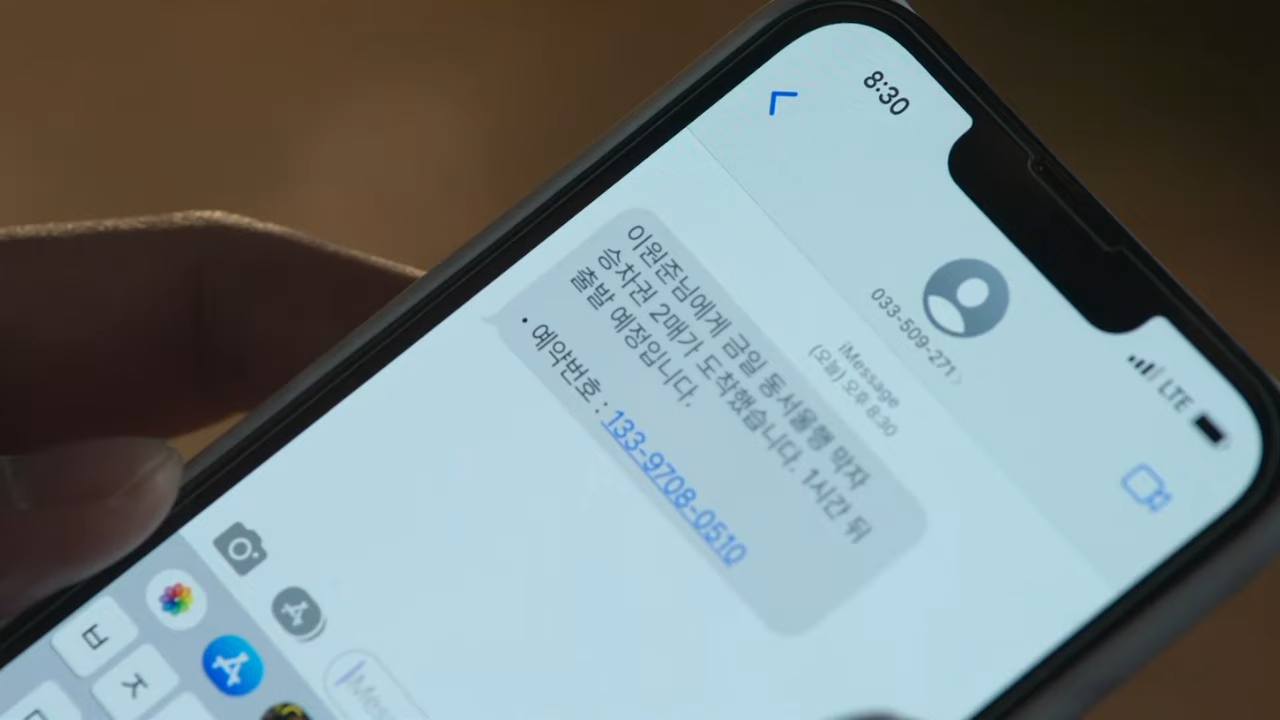 8:30
LTE
033-509-271
iMessage
(오늘) 오후 8:30
이원준님에게 금일 동서울행 막차
승차권 2매가 도착했습니다. 1시간 뒤
출발 예정입니다.
• 예약번호 : 133-9708-0510
ㅂ
ㅈ